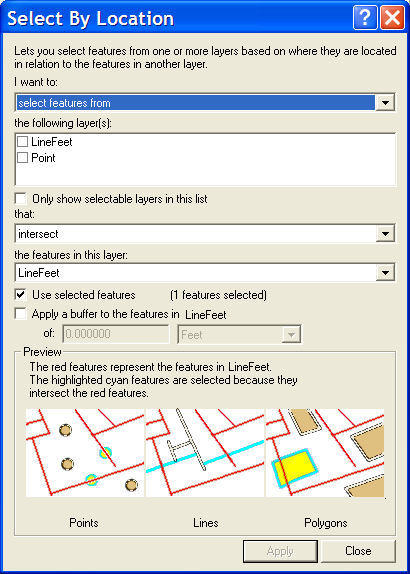 Select By Location
Lets you select features from one or more layers based on where they are located
in relation to the features in another layer.
I want to:
select features from
the following layer(s):
LineFeet
Point
Only show selectable layers in this list
that:
intersect
the features in this layer:
LineFeet
Use selected features (1 features selected)
Apply a buffer to the features in LineFeet
of: 0.000000 Feet
Preview
The red features represent the features in LineFeet.
The highlighted cyan features are selected because they
intersect the red features.
Points Lines Polygons
Apply Close